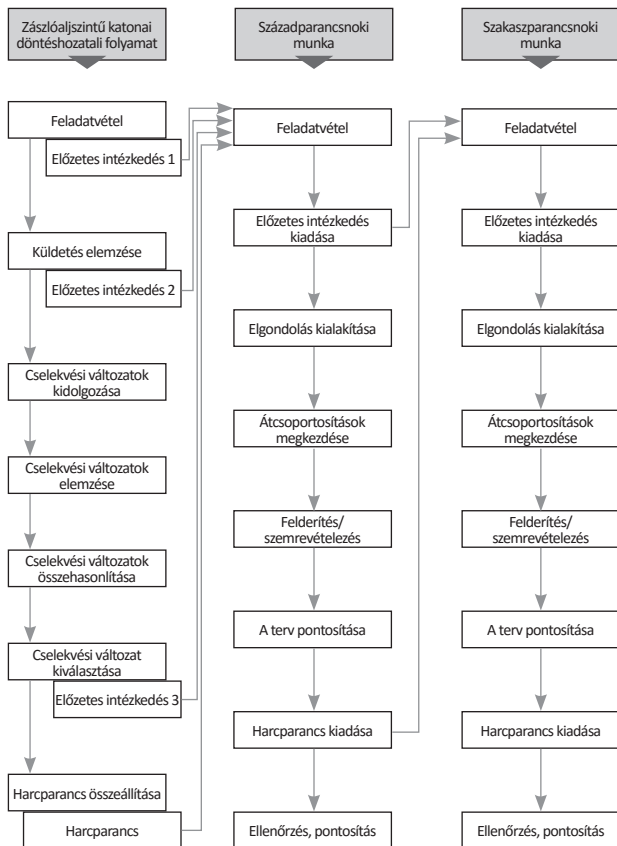 Zászlóaljszintű katonai
döntéshozatali folyamat
Feladatvétel
Előzetes intézkedés 1
Küldetés elemzése
Előzetes intézkedés 2
Cselekvési változatok
kidolgozása
Cselekvési változatok
elemzése
Cselekvési változatok
összehasonlítása
Cselekvési változat
kiválasztása
Előzetes intézkedés 3
Harcparancs összeállítása
Harcparancs
Századparancsnoki
munka
Feladatvétel
Előzetes intézkedés
kiadása
Elgondolás kialakítása
Átcsoportosítások
megkezdése
Felderítés/
szemrevételezés
A terv pontosítása
Harcparancs kiadása
Ellenőrzés, pontosítás
Szakaszparancsnoki
munka
Feladatvétel
Előzetes intézkedés
kiadása
Elgondolás kialakítása
Átcsoportosítások
megkezdése
Felderítés/
szemrevételezés
A terv pontosítása
Harcparancs kiadása
Ellenőrzés, pontosítás